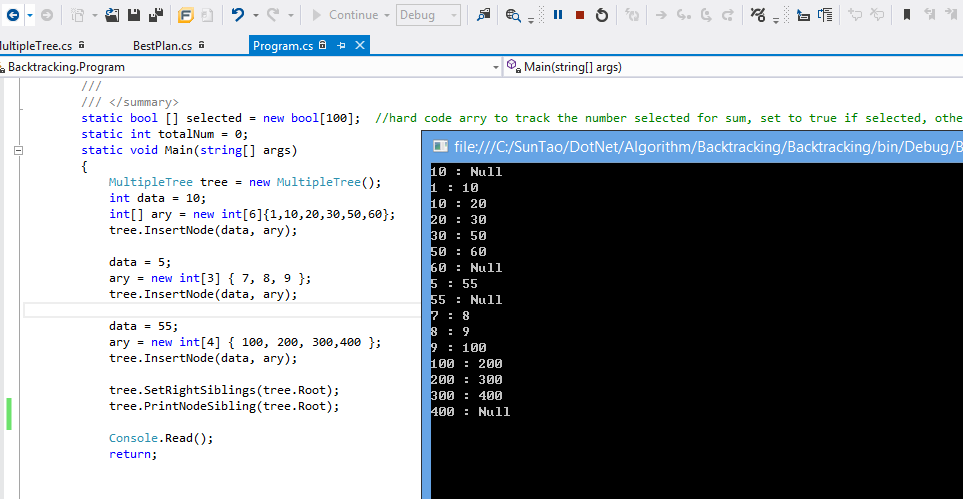 Continue
Debug
ultipleTree.cs
BestPlan.cs
Program.cs
Backtracking.Program
Main(string[] args)
///
/// </summary>
static bool [] selected = new bool[100];  //hard code arry to track the number selected for sum, set to true if selected, othe
static int totalNum = 0;
static void Main(string[] args)
{
MultipleTree tree = new MultipleTree();
int data = 10;
int[] ary = new int[6]{1,10,20,30,50,60};
tree.InsertNode(data, ary);
data = 5;
ary = new int[3] { 7, 8, 9 };
tree.InsertNode(data, ary);
data = 55;
ary = new int[4] { 100, 200, 300,400 };
tree.InsertNode(data, ary);
tree.SetRightSiblings(tree.Root);
tree.PrintNodeSibling(tree.Root);
Console.Read();
return;
file:///C:/SunTao/DotNet/Algorithm/Backtracking/Backtracking/bin/Debug/B
10 : Null
1 : 10
10 : 20
20 : 30
30 : 50
50 : 60
60 : Null
5 : 55
55 : Null
7 : 8
8 : 9
9 : 100
100 : 200
200 : 300
300 : 400
400 : Null